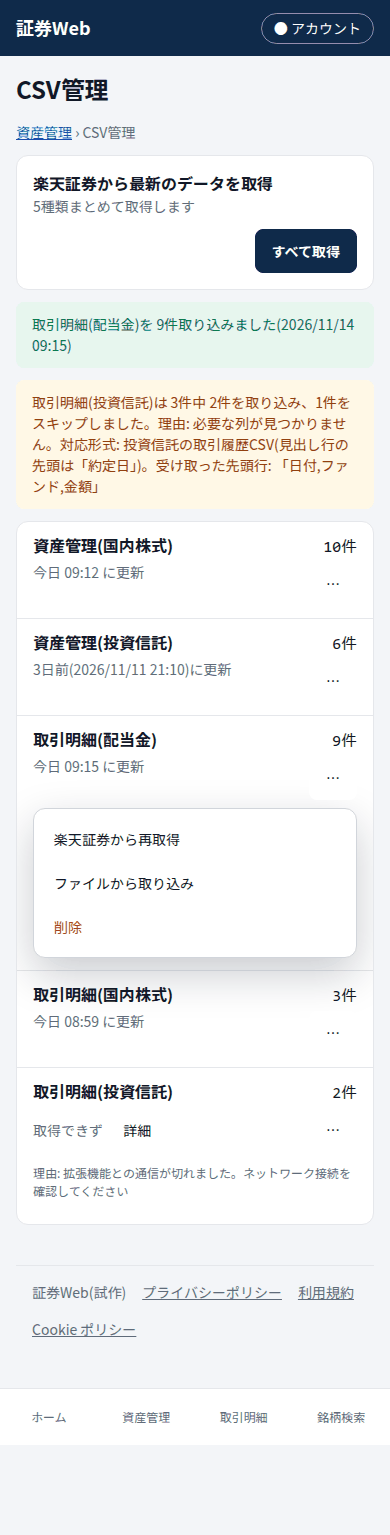 証券Web
アカウント
CSV管理
資産管理 › CSV管理
楽天証券から最新のデータを取得
5種類まとめて取得します
すべて取得
取引明細(配当金)を 9件取り込みました(2026/11/14
09:15)
取引明細(投資信託)は 3件中 2件を取り込み、1件を
スキップしました。理由: 必要な列が見つかりませ
ん。対応形式: 投資信託の取引履歴CSV(見出し行の
先頭は「約定日」)。受け取った先頭行: 「日付,ファ
ンド,金額」
資産管理(国内株式)
10件
今日 09:12 に更新
…
資産管理(投資信託)
6件
3日前(2026/11/11 21:10)に更新
…
取引明細(配当金)
9件
今日 09:15 に更新
…
楽天証券から再取得
ファイルから取り込み
削除
取引明細(国内株式)
3件
今日 08:59 に更新
…
取引明細(投資信託)
2件
取得できず 詳細
…
理由: 拡張機能との通信が切れました。ネットワーク接続を
確認してください
証券Web(試作) プライバシーポリシー 利用規約
Cookie ポリシー
ホーム 資産管理 取引明細 銘柄検索